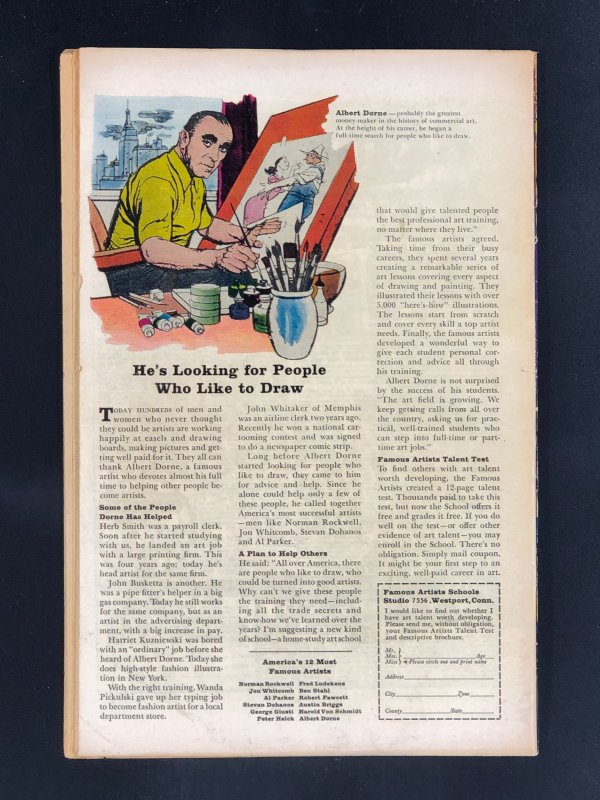 Albert Dorne — probably the greatest
money-maker in the history of commercial art.
At the height of his career, he began a
full-time search for people who like to draw.
He's Looking for People
Who Like to Draw
TODAY HUNDREDS of men and
women who never thought
they could be artists are working
happily at easels and drawing
boards, making pictures and get-
ting well paid for it. They all can
thank Albert Dorne, a famous
artist who devotes almost his full
time to helping other people be-
come artists.
Some of the People
Dorne Has Helped
Herb Smith was a payroll clerk.
Soon after he started studying
with us, he landed an art job
with a large printing firm. This
was four years ago; today he's
head artist for the same firm.
John Busketta is another. He
was a pipe fitter's helper in a big
gas company. Today he still works
for the same company, but as an
artist in the advertising depart-
ment, with a big increase in pay.
Harriet Kuzniewski was bored
with an "ordinary" job before she
heard of Albert Dorne. Today she
does high-style fashion illustra-
tion in New York.
With the right training, Wanda
Pickulski gave up her typing job
to become fashion artist for a local
department store.
John Whitaker of Memphis
was an airline clerk two years ago.
Recently he won a national car-
tooning contest and was signed
to do a newspaper comic strip.
Long before Albert Dorne
started looking for people who
like to draw, they came to him
for advice and help. Since he
alone could help only a few of
these people, he called together
America's most successful artists
—men like Norman Rockwell,
Jon Whitcomb, Stevan Dohanos
and Al Parker.
A Plan to Help Others
He said: "All over America, there
are people who like to draw, who
could be turned into good artists.
Why can't we give these people
the training they need—includ-
ing all the trade secrets and
know-how we've learned over the
years? I'm suggesting a new kind
of school—a home-study art school
America's 12 Most
Famous Artists
Norman Rockwell Fred Ludekens
Jon Whitcomb Ben Stahl
Al Parker Robert Fawcett
Stevan Dohanos Austin Briggs
George Giusti Harold Von Schmidt
Peter Helck Albert Dorne
that would give talented people
the best professional art training,
no matter where they live."
The famous artists agreed.
Taking time from their busy
careers, they spent several years
creating a remarkable series of
art lessons covering every aspect
of drawing and painting. They
illustrated their lessons with over
5,000 "here's-how" illustrations.
The lessons start from scratch
and cover every skill a top artist
needs. Finally, the famous artists
developed a wonderful way to
give each student personal cor-
rection and advice all through
his training.
Albert Dorne is not surprised
by the success of his students.
"The art field is growing. We
keep getting calls from all over
the country, asking us for prac-
tical, well-trained students who
can step into full-time or part-
time art jobs."
Famous Artists Talent Test
To find others with art talent
worth developing, the Famous
Artists created a 12-page talent
test. Thousands paid to take this
test, but now the School offers it
free and grades it free. If you do
well on the test—or offer other
evidence of art talent—you may
enroll in the School. There's no
obligation. Simply mail coupon.
It might be your first step to an
exciting, well-paid career in art.
Famous Artists Schools
Studio 7556, Westport, Conn.
I would like to find out whether I
have art talent worth developing.
Please send me, without obligation,
your Famous Artists Talent Test
and descriptive brochure.
Mr.
Mrs. Age
Miss Please circle one and print name
Address
City Zone
County State